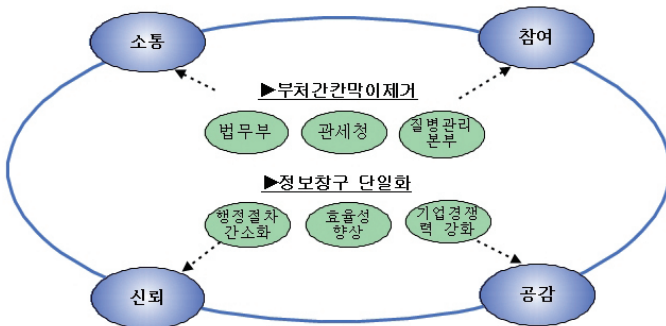 소통
참여
▶부처간칸막이제거
법무부
관세청
질병관리
본부
▶정보창구 단일화
행정절차
간소화
효율성
향상
기업경쟁
력 강화
신뢰
공감